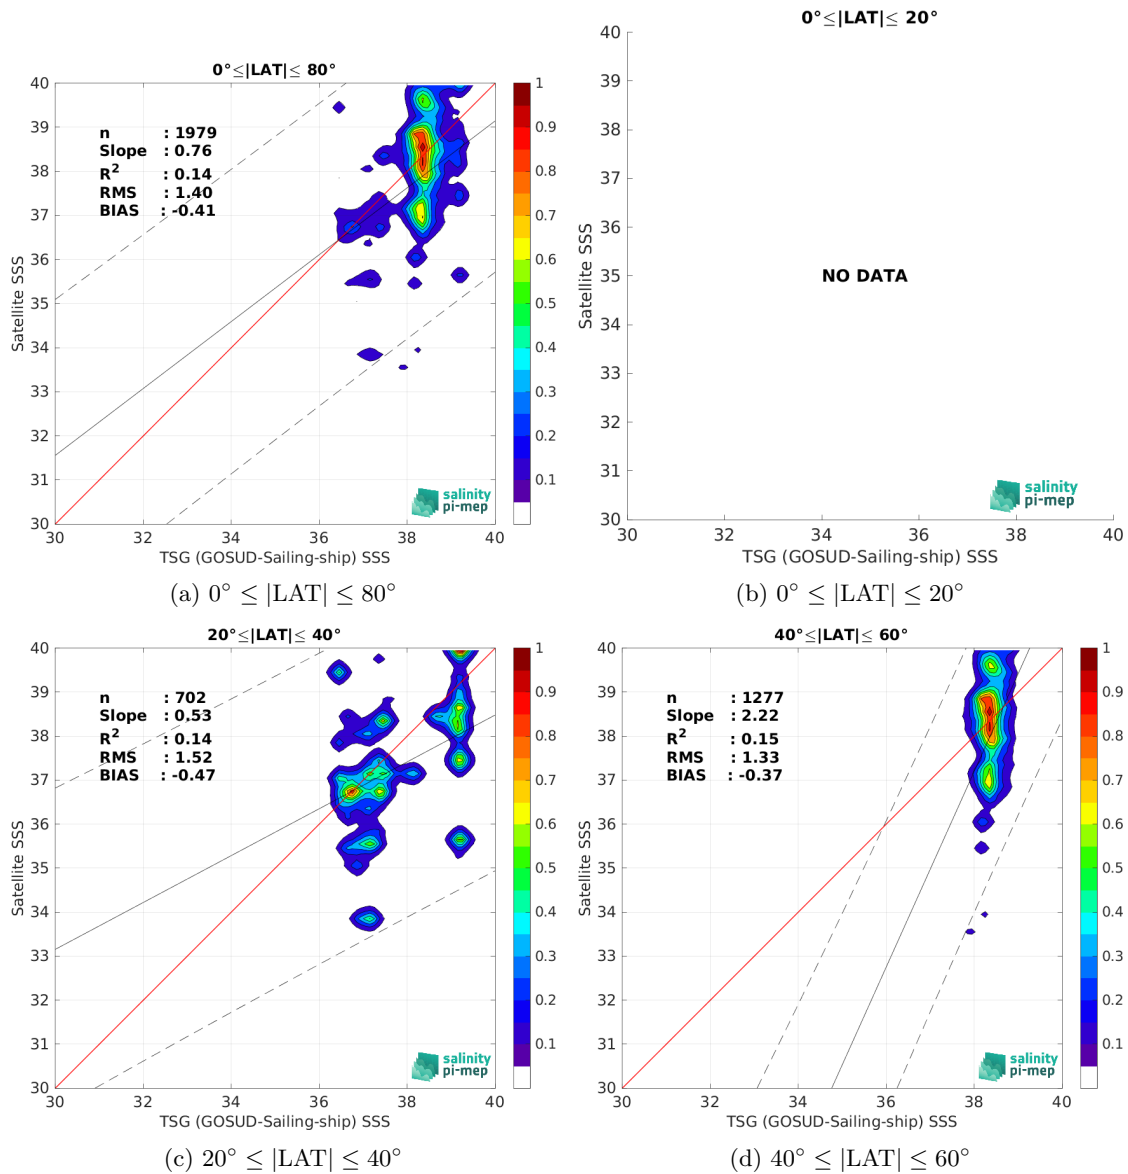 0°≤|LAT|≤ 80°
40
39
38
37
36
35
34
33
32
31
30
Satellite SSS
n : 1979
Slope : 0.76
R² : 0.14
RMS : 1.40
BIAS : -0.41
salinity
pi-mep
30 32 34 36 38 40
TSG (GOSUD-Sailing-ship) SSS
1
0.9
0.8
0.7
0.6
0.5
0.4
0.3
0.2
0.1
(a) 0° ≤ |LAT| ≤ 80°
0°≤|LAT|≤ 20°
40
39
38
37
36
35
34
33
32
31
30
Satellite SSS
NO DATA
salinity
pi-mep
30 32 34 36 38 40
TSG (GOSUD-Sailing-ship) SSS
(b) 0° ≤ |LAT| ≤ 20°
20°≤|LAT|≤ 40°
40
39
38
37
36
35
34
33
32
31
30
Satellite SSS
n : 702
Slope : 0.53
R² : 0.14
RMS : 1.52
BIAS : -0.47
salinity
pi-mep
30 32 34 36 38 40
TSG (GOSUD-Sailing-ship) SSS
1
0.9
0.8
0.7
0.6
0.5
0.4
0.3
0.2
0.1
(c) 20° ≤ |LAT| ≤ 40°
40°≤|LAT|≤ 60°
40
39
38
37
36
35
34
33
32
31
30
Satellite SSS
n : 1277
Slope : 2.22
R² : 0.15
RMS : 1.33
BIAS : -0.37
salinity
pi-mep
30 32 34 36 38 40
TSG (GOSUD-Sailing-ship) SSS
1
0.9
0.8
0.7
0.6
0.5
0.4
0.3
0.2
0.1
(d) 40° ≤ |LAT| ≤ 60°